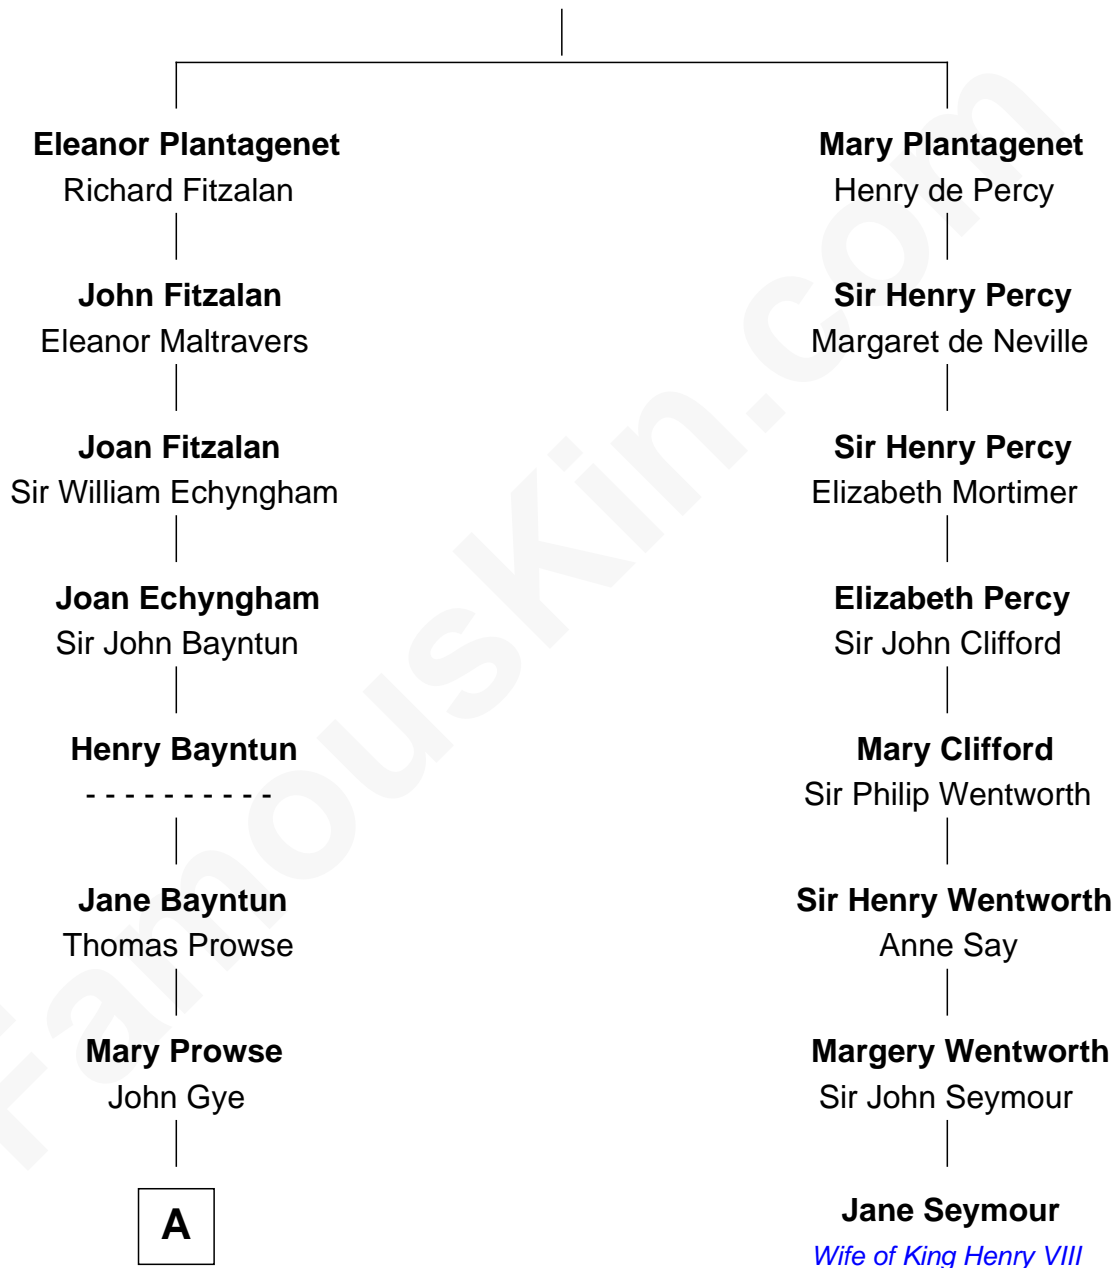 Eleanor Plantagenet
Richard Fitzalan
John Fitzalan
Eleanor Maltravers
Joan Fitzalan
Sir William Echyngham
Joan Echyngham
Sir John Bayntun
Henry Bayntun
- - - - - - - - - -
Jane Bayntun
Thomas Prowse
Mary Prowse
John Gye
A
Mary Plantagenet
Henry de Percy
Sir Henry Percy
Margaret de Neville
Sir Henry Percy
Elizabeth Mortimer
Elizabeth Percy
Sir John Clifford
Mary Clifford
Sir Philip Wentworth
Sir Henry Wentworth
Anne Say
Margery Wentworth
Sir John Seymour
Jane Seymour
Wife of King Henry VIII
FamousKin.com